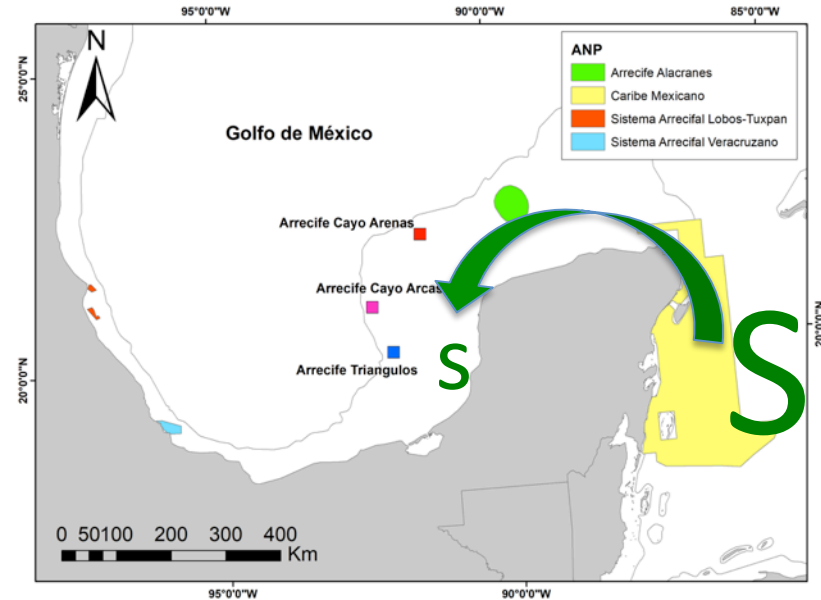 95°0'0"W 90°0'0"W 85°0'0"W
N
25°0'0"N
ANP
Arrecife Alacranes
Caribe Mexicano
Sistema Arrecifal Lobos-Tuxpan
Sistema Arrecifal Veracruzano
Golfo de México
Arrecife Cayo Arenas
Arrecife Cayo Arcas
S
S
Arrecife Triangulos
20°0'0"N
0 50100 200 300 400
Km
95°0'0"W 90°0'0"W